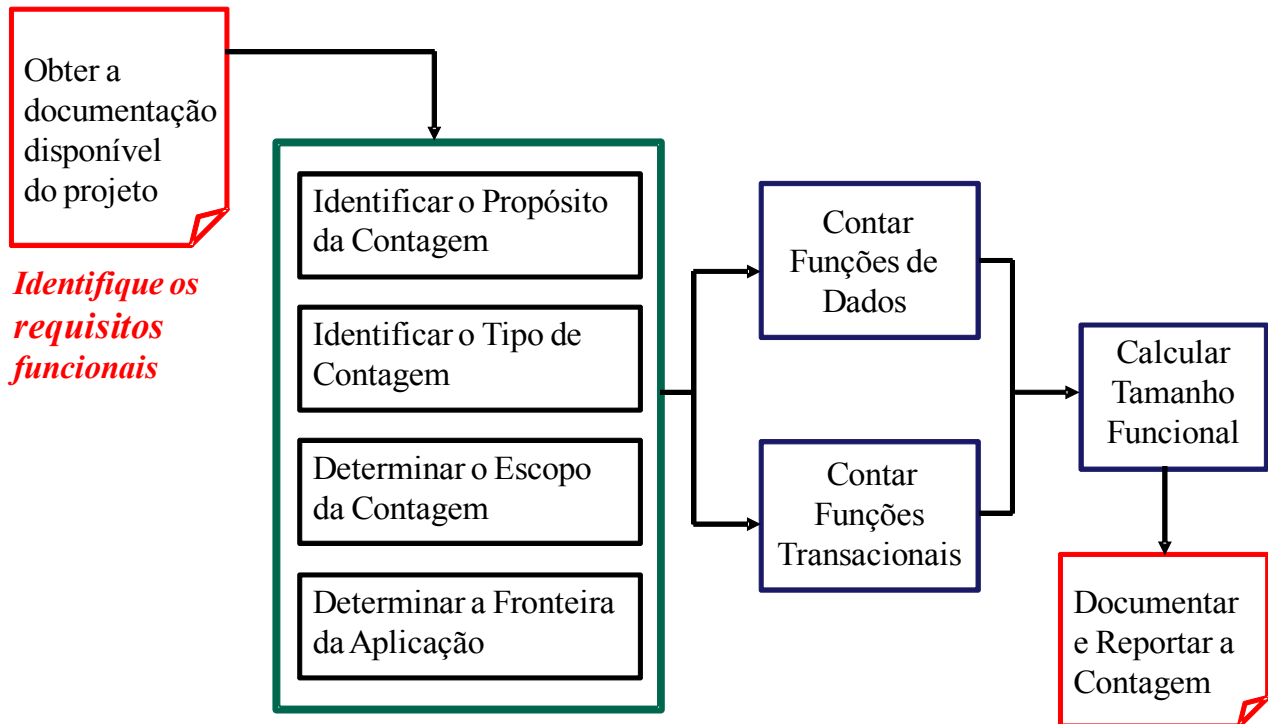 Obter a
documentação
disponível
do projeto
Identifique os
requisitos
funcionais
Identificar o Propósito
da Contagem
Identificar o Tipo de
Contagem
Determinar o Escopo
da Contagem
Determinar a Fronteira
da Aplicação
Contar
Funções de
Dados
Contar
Funções
Transacionais
Calcular
Tamanho
Funcional
Documentar
e Reportar a
Contagem